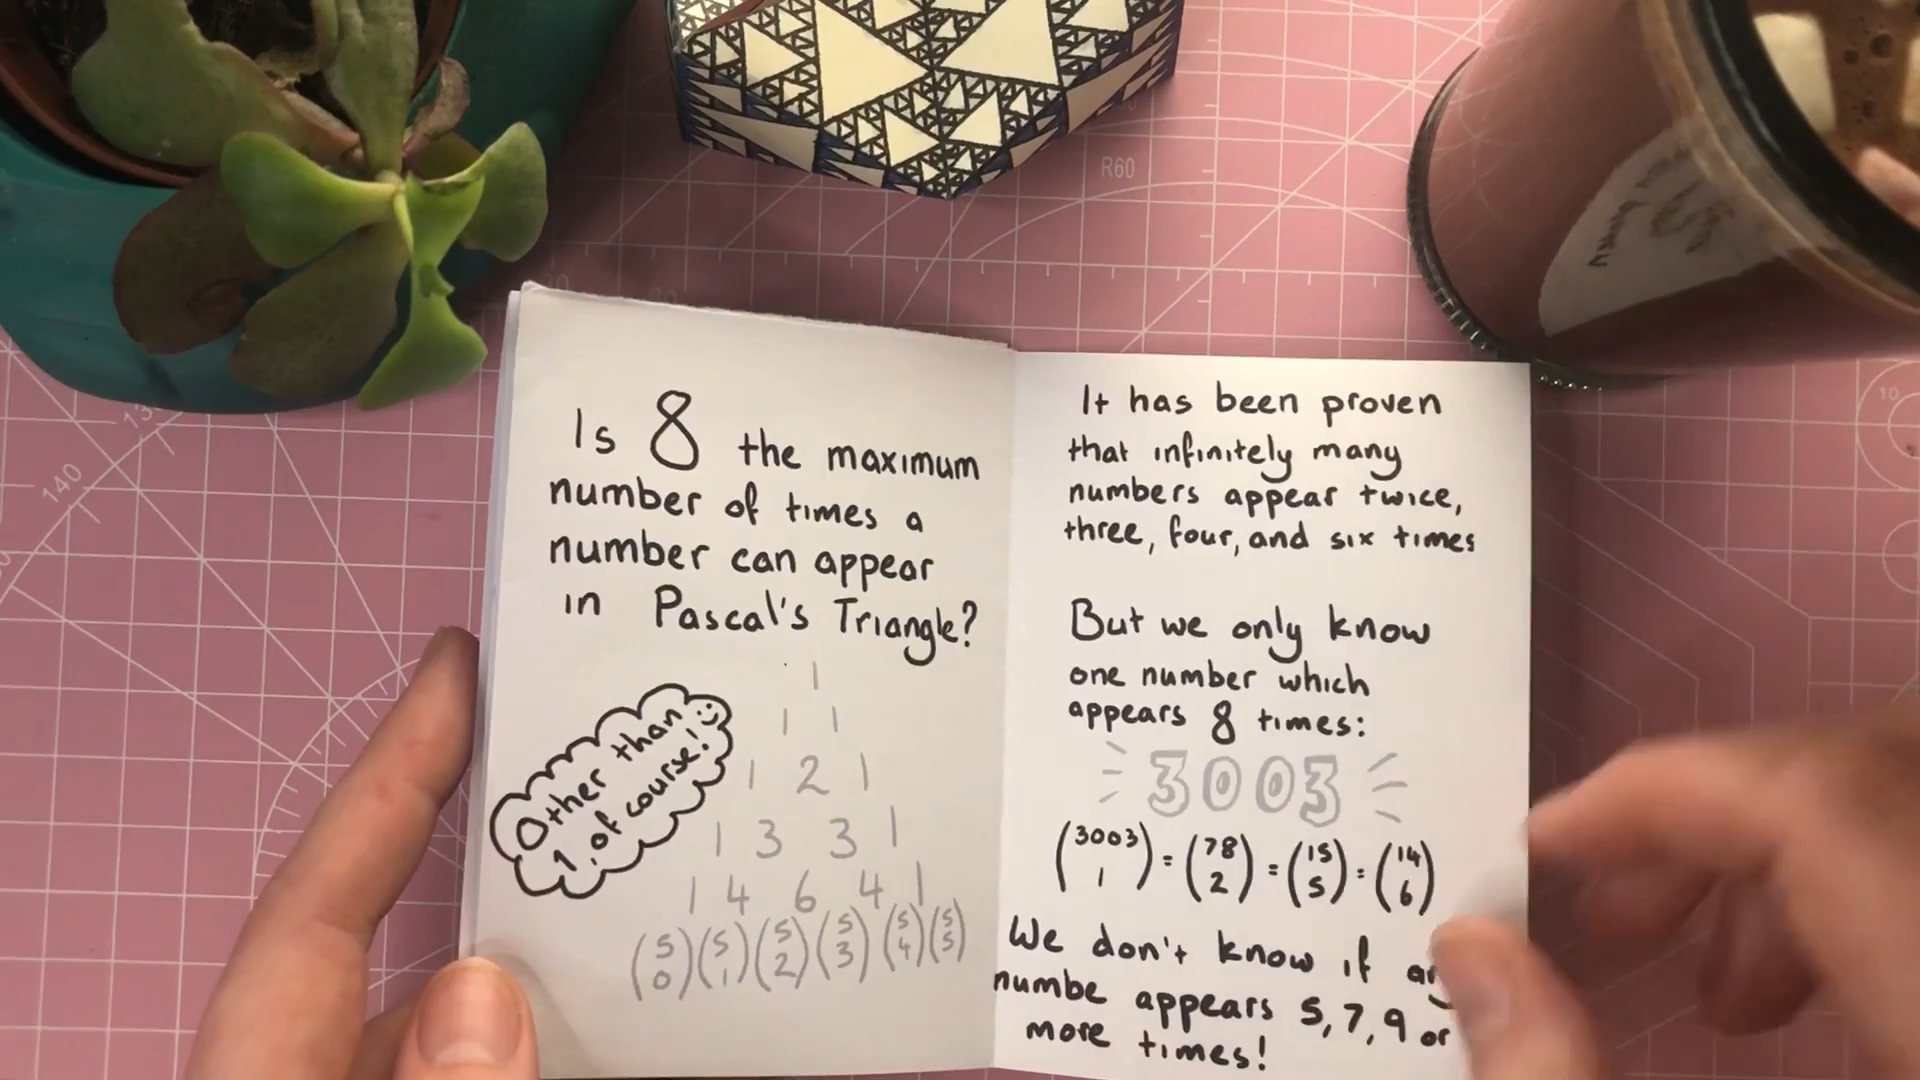 Is 8 the maximum
number of times a
number can appear
in Pascal's Triangle?
Other than
1, of course!
1
1 1
1 2 1
1 3 3 1
1 4 6 4 1
(5 0) (5 1) (5 2) (5 3) (5 4) (5 5)
It has been proven
that infinitely many
numbers appear twice,
three, four, and six times
But we only know
one number which
appears 8 times:
3003
(3003 1) = (78 2) = (15 5) = (14 6)
We don't know if
numbe appears 5, 7, 9 or
more times!
R60
140
10